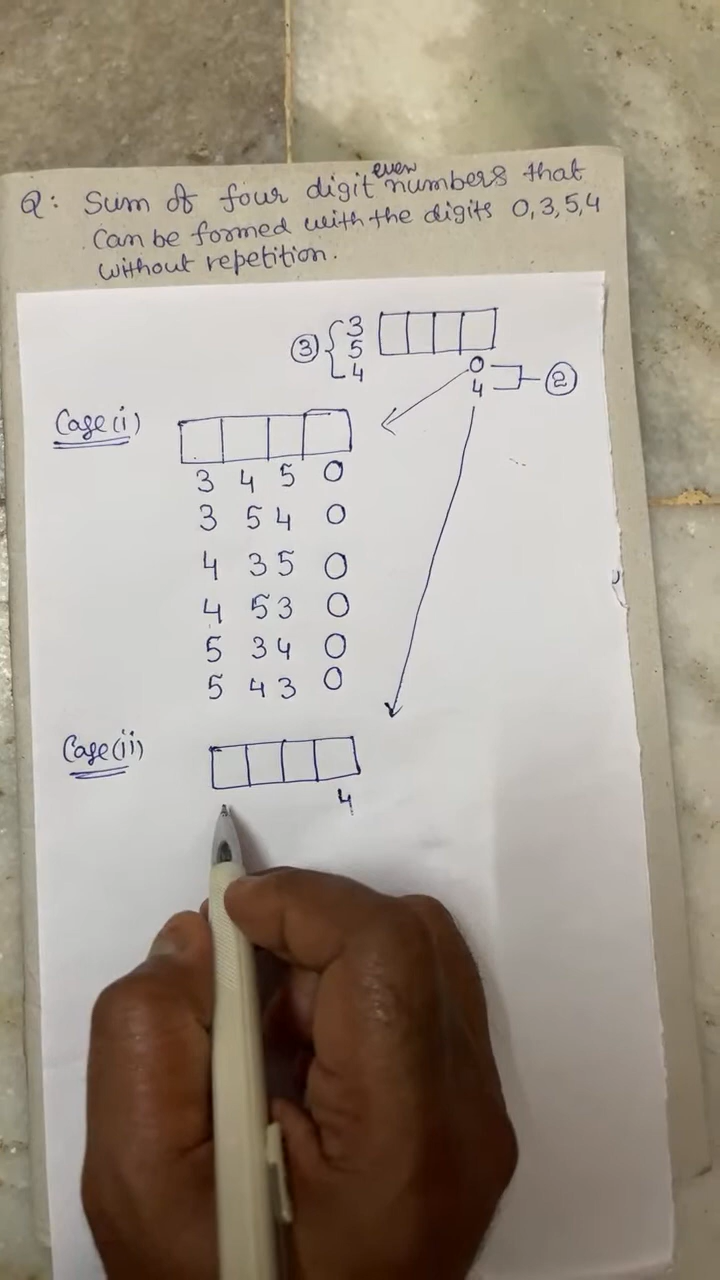 Q: Sum of four digit even numbers that
can be formed with the digits 0,3,5,4
without repetition.
3
③ 5
4
0
4 ②
Case(i)
3 4 5 0
3 5 4 0
4 3 5 0
4 5 3 0
5 3 4 0
5 4 3 0
Case(ii)
4